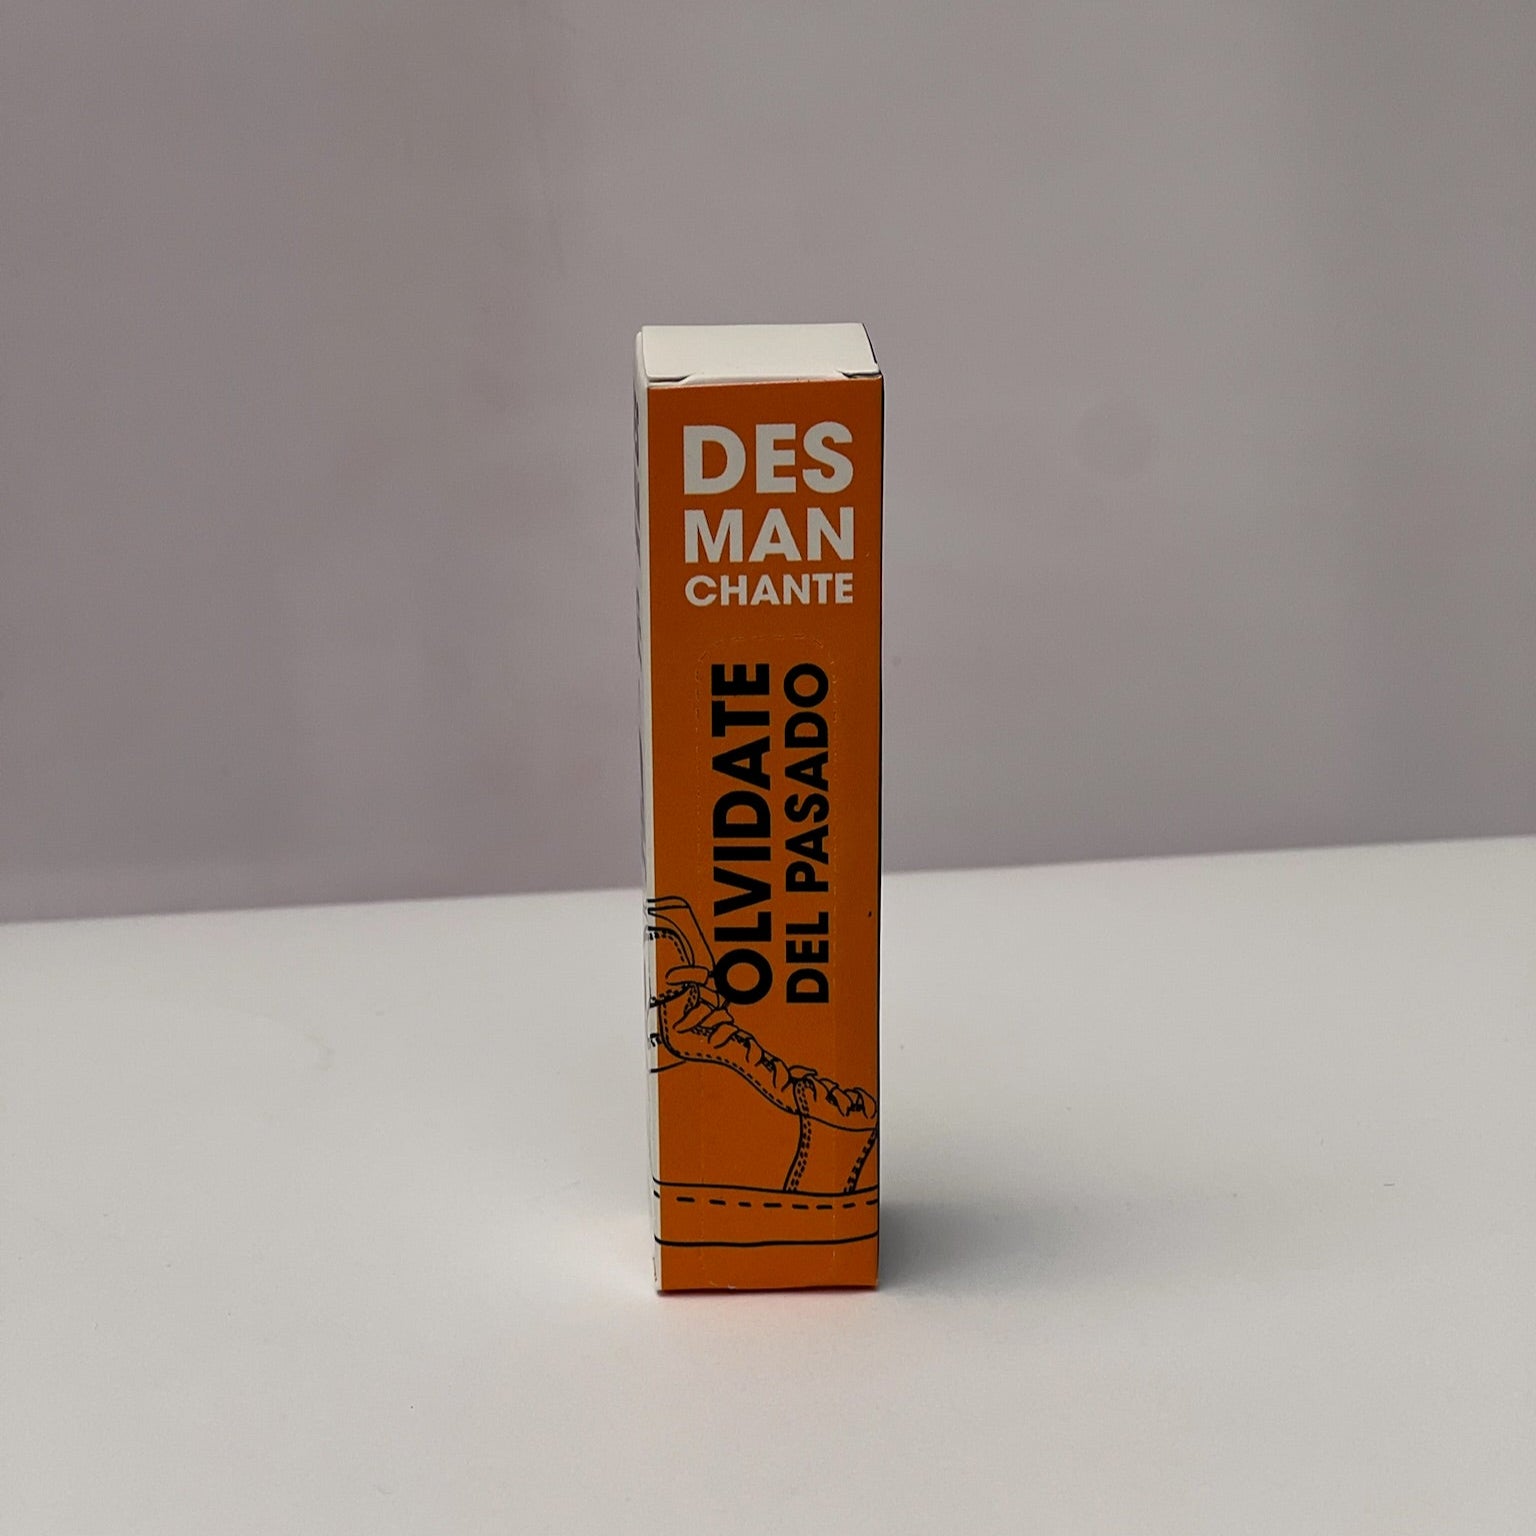 DES
MAN
CHANTE
OLVIDATE
DEL PASADO